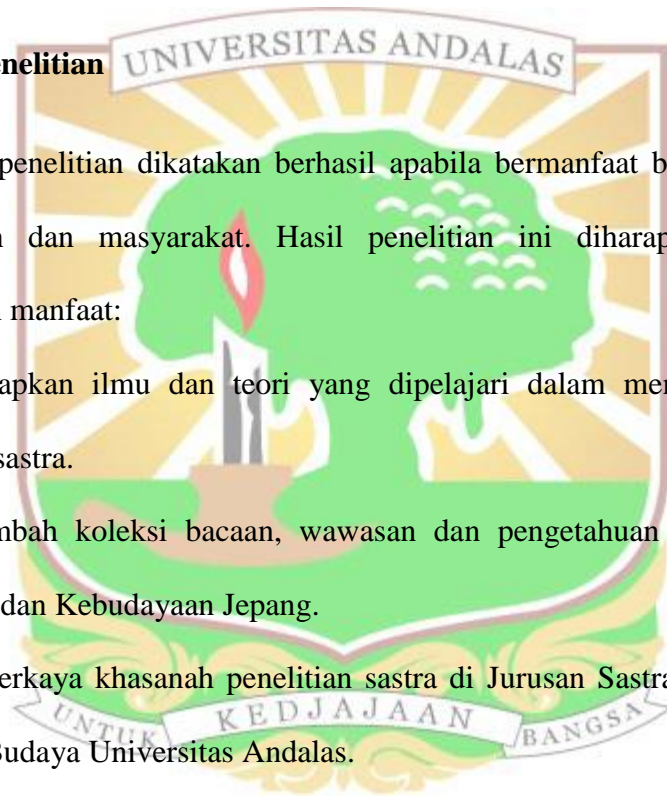 enelitian
UNIVERSITAS ANDALAS
penelitian dikatakan berhasil apabila bermanfaat b
dan masyarakat. Hasil penelitian ini diharap
manfaat:
apkan ilmu dan teori yang dipelajari dalam mer
sastra.
mbah koleksi bacaan, wawasan dan pengetahuan
dan Kebudayaan Jepang.
erkaya khasanah penelitian sastra di Jurusan Sastra
Budaya Universitas Andalas.
UNTUK KEDJAJAAN BANGSA